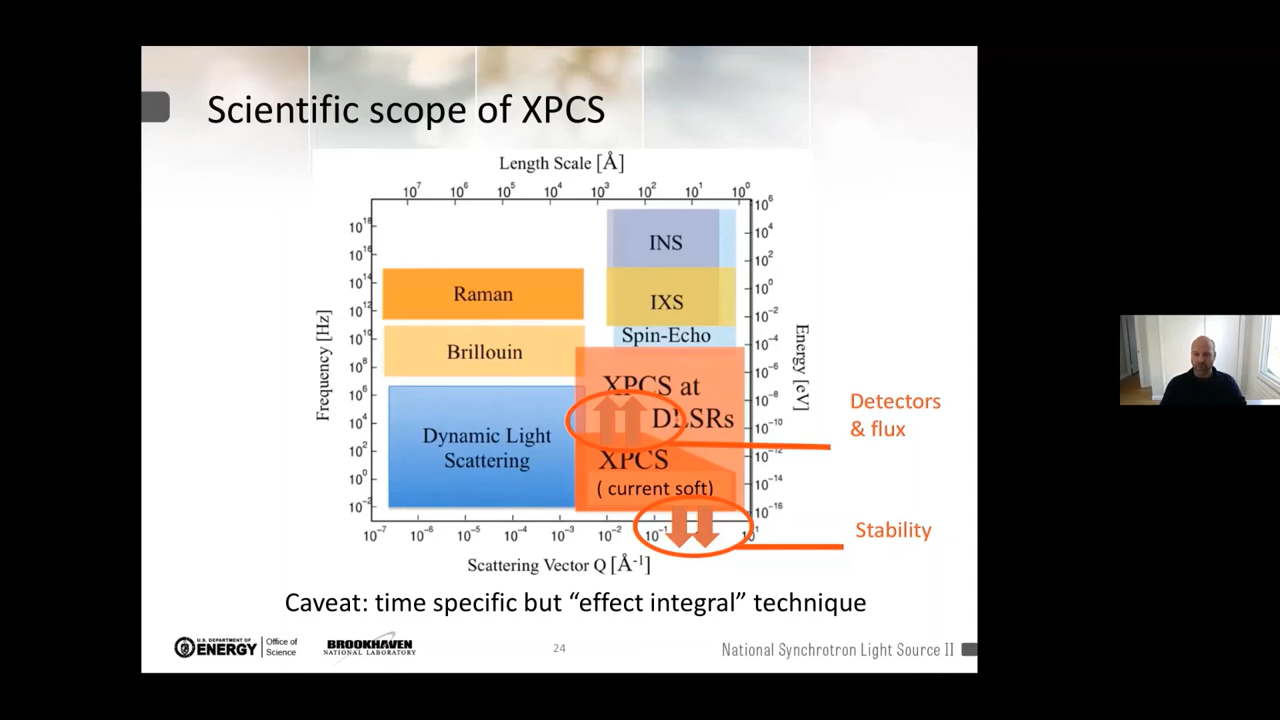 Scientific scope of XPCS
Length Scale [Å]
10⁷ 10⁶ 10⁵ 10⁴ 10³ 10² 10¹ 10⁰
Frequency [Hz]
10¹⁸
10¹⁶
10¹⁴
10¹²
10¹⁰
10⁸
10⁶
10⁴
10²
10⁰
10⁻²
INS
IXS
Spin-Echo
Raman
Brillouin
Dynamic Light
Scattering
XPCS at
DLSRs
XPCS
( current soft)
10⁶
10⁴
10²
10⁰
10⁻²
10⁻⁴
10⁻⁶
10⁻⁸
10⁻¹⁰
10⁻¹²
10⁻¹⁴
10⁻¹⁶
Energy [eV]
Detectors
& flux
Stability
10⁻⁷ 10⁻⁶ 10⁻⁵ 10⁻⁴ 10⁻³ 10⁻² 10⁻¹ 10¹
Scattering Vector Q [Å⁻¹]
Caveat: time specific but “effect integral” technique
U.S. DEPARTMENT OF
ENERGY
Office of
Science
BROOKHAVEN
NATIONAL LABORATORY
24
National Synchrotron Light Source II